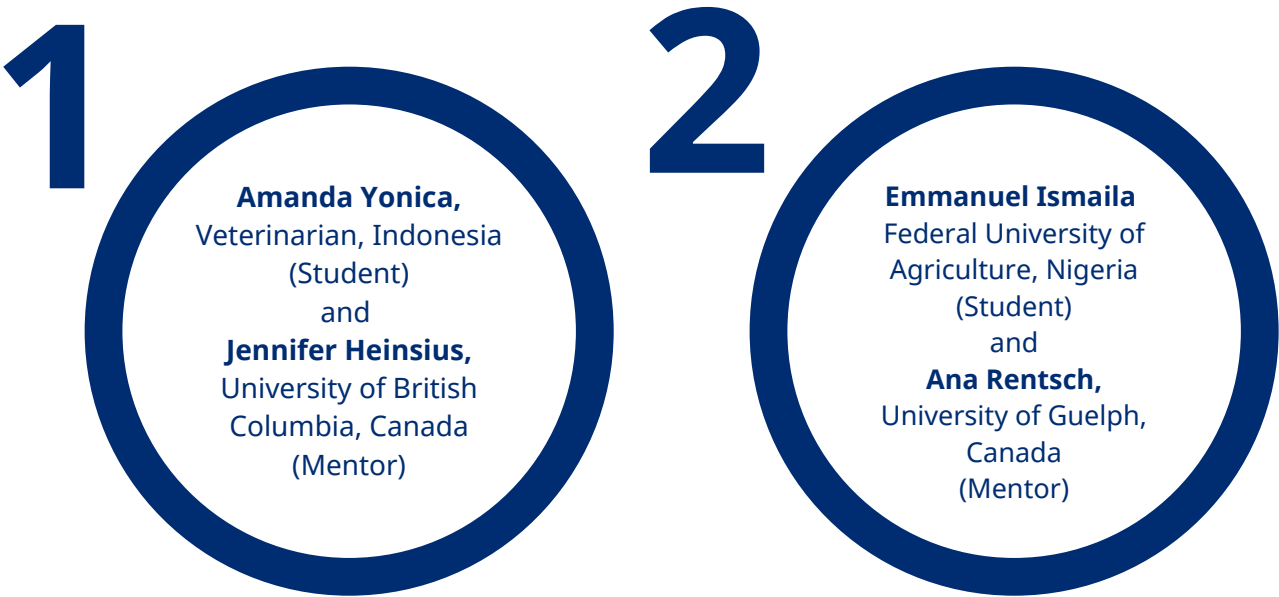 1
Amanda Yonica,
Veterinarian, Indonesia
(Student)
and
Jennifer Heinsius,
University of British
Columbia, Canada
(Mentor)
2
Emmanuel Ismaila
Federal University of
Agriculture, Nigeria
(Student)
and
Ana Rentsch,
University of Guelph,
Canada
(Mentor)